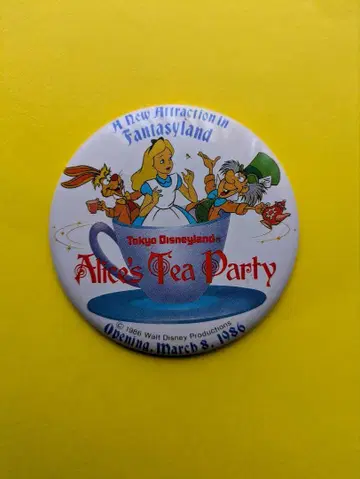 A New Attraction in
Fantasyland
Tokyo Disneyland®
Alice's Tea Party
© 1986 Walt Disney Productions
Opening, March 8, 1986